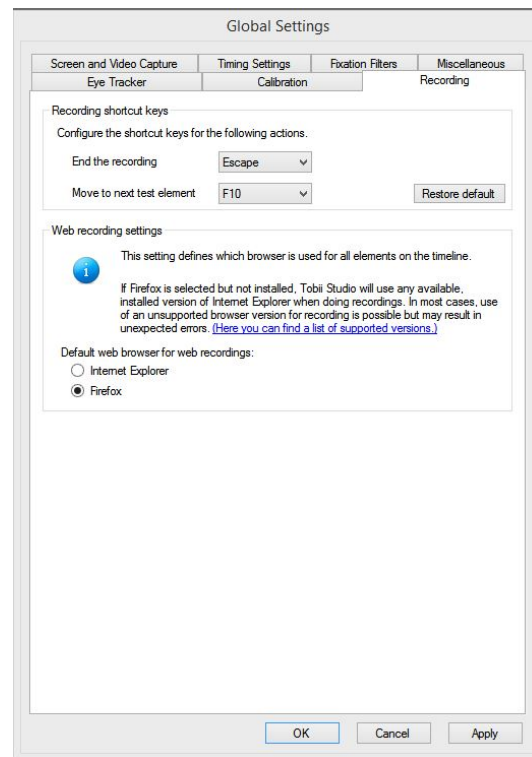 Global Settings
Screen and Video Capture Timing Settings Fixation Filters Miscellaneous
Eye Tracker Calibration Recording
Recording shortcut keys
Configure the shortcut keys for the following actions.
End the recording Escape
Move to next test element F10 Restore default
Web recording settings
This setting defines which browser is used for all elements on the timeline.
If Firefox is selected but not installed, Tobii Studio will use any available,
installed version of Internet Explorer when doing recordings. In most cases, use
of an unsupported browser version for recording is possible but may result in
unexpected errors. (Here you can find a list of supported versions.)
Default web browser for web recordings:
Internet Explorer
Firefox
OK Cancel Apply